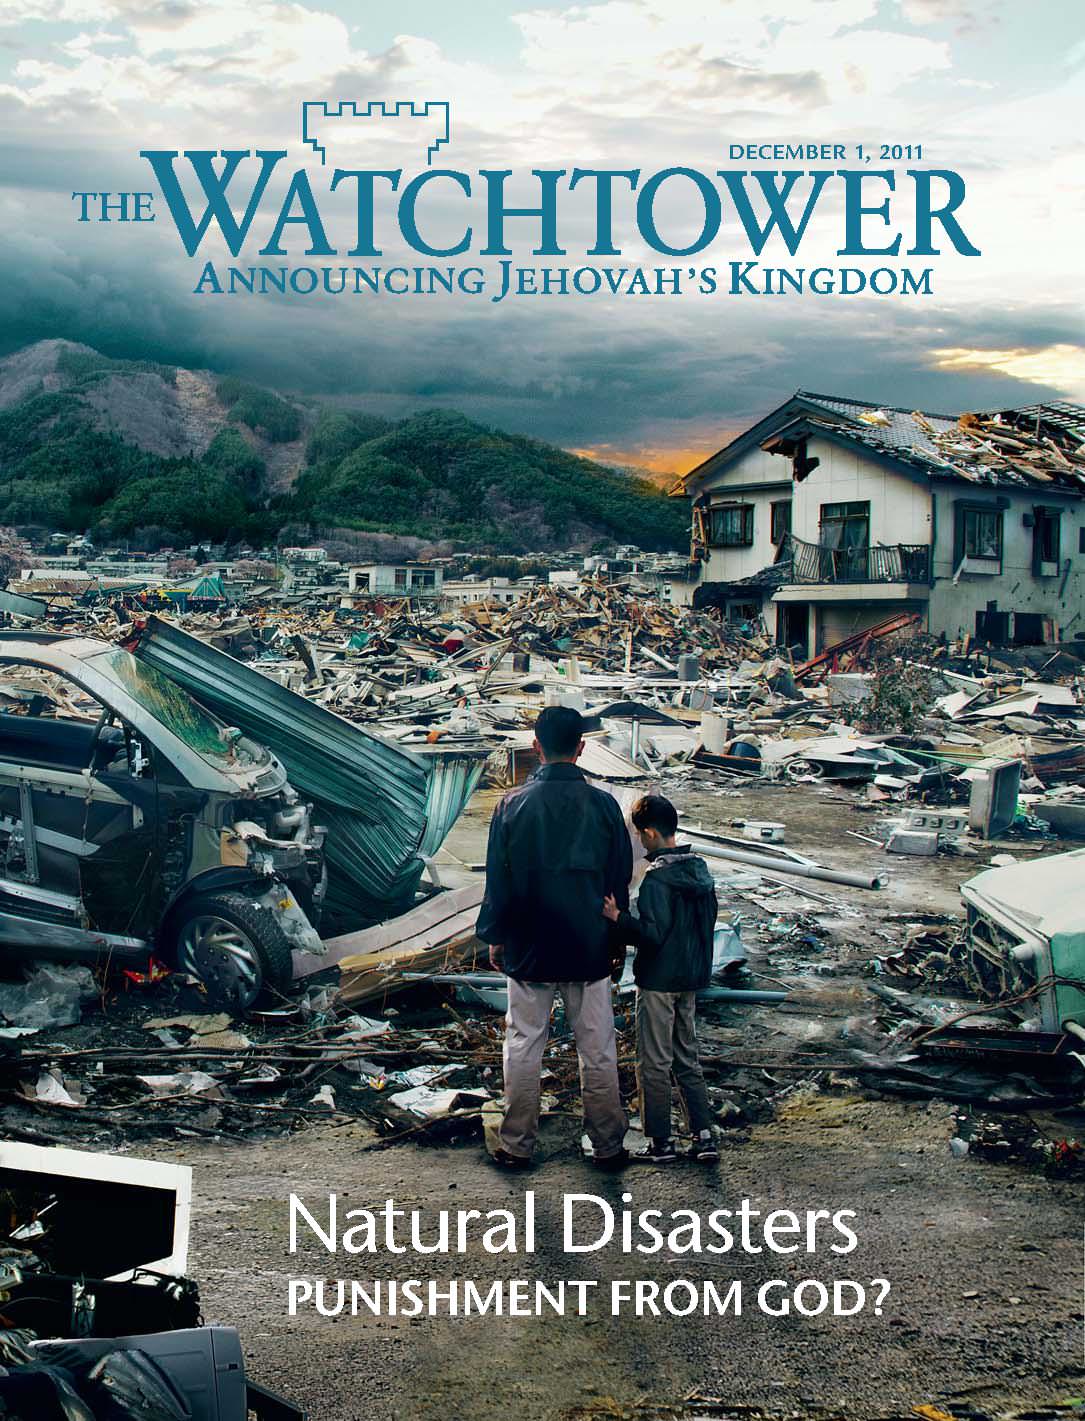 DECEMBER 1, 2011
THE WATCHTOWER
ANNOUNCING JEHOVAH'S KINGDOM
Natural Disasters
PUNISHMENT FROM GOD?